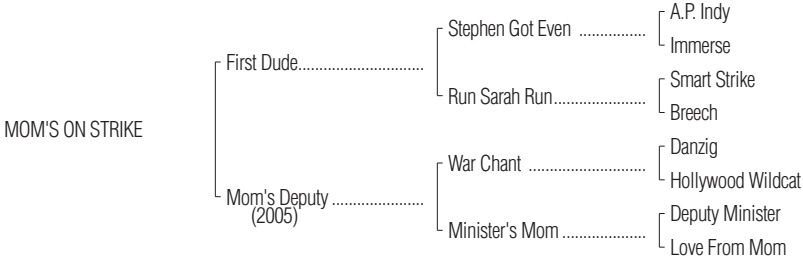 A.P. Indy
Stephen Got Even ................
Immerse
First Dude..............................
Smart Strike
Run Sarah Run......................
Breech
MOM'S ON STRIKE
Danzig
War Chant ............................
Hollywood Wildcat
Mom's Deputy ......................
(2005)
Deputy Minister
Minister's Mom ....................
Love From Mom